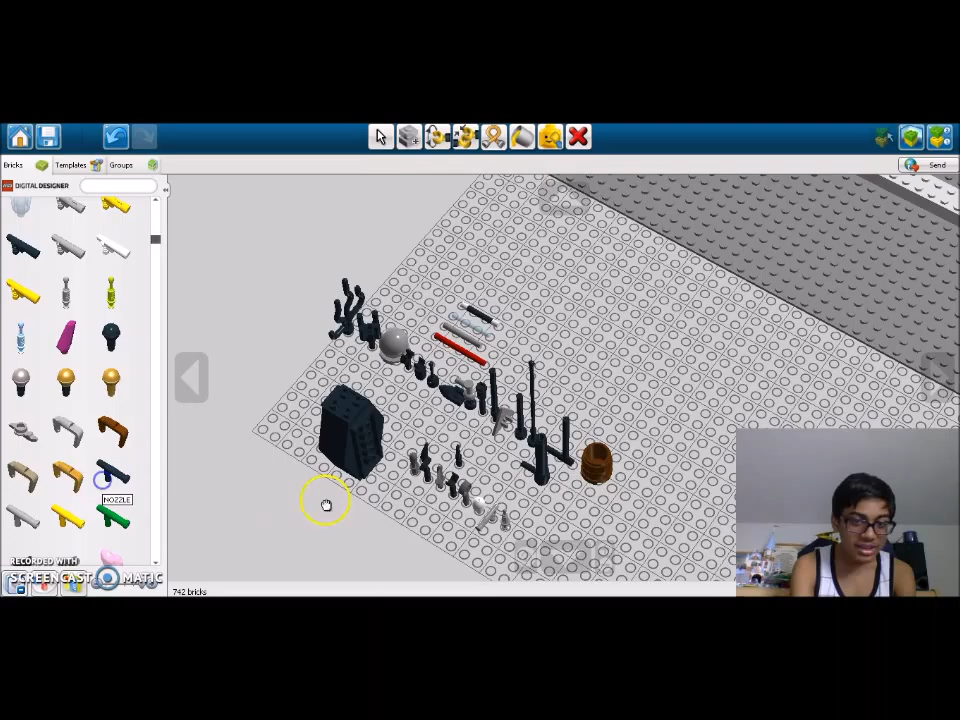 Bricks Templates Groups Send
DIGITAL DESIGNER
NOZZLE
RECORDED WITH
SCREENCAST MATIC
742 bricks